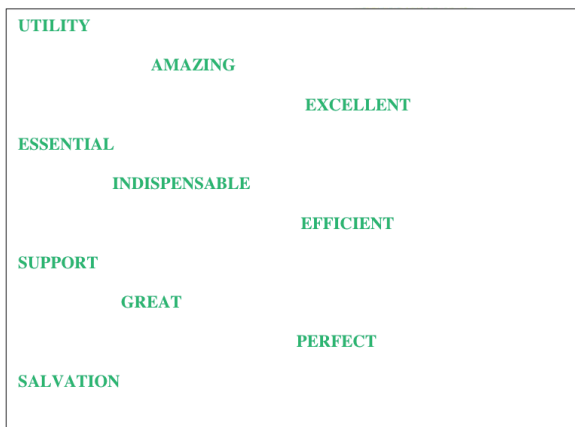 UTILITY
AMAZING
EXCELLENT
ESSENTIAL
INDISPENSABLE
EFFICIENT
SUPPORT
GREAT
PERFECT
SALVATION